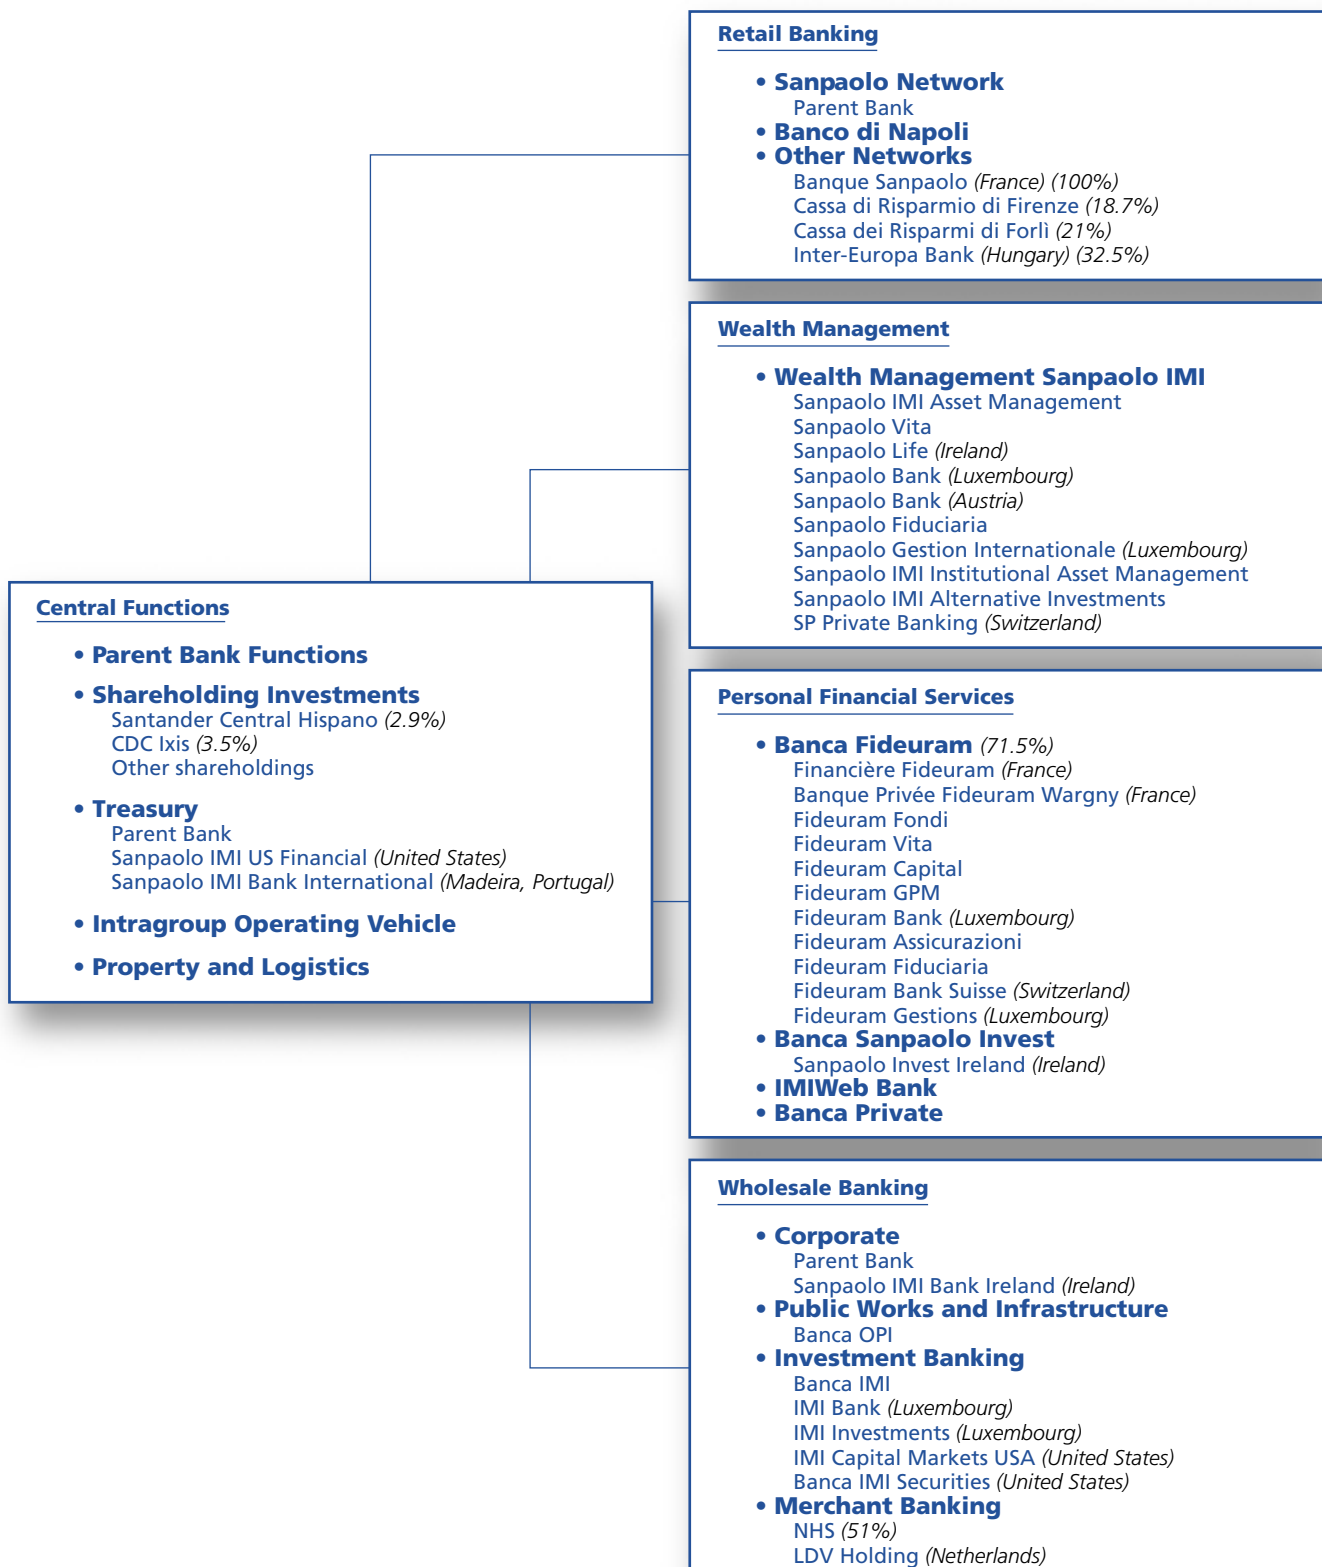 Retail Banking
• Sanpaolo Network
Parent Bank
• Banco di Napoli
• Other Networks
Banque Sanpaolo (France) (100%)
Cassa di Risparmio di Firenze (18.7%)
Cassa dei Risparmi di Forlì (21%)
Inter-Europa Bank (Hungary) (32.5%)
Wealth Management
• Wealth Management Sanpaolo IMI
Sanpaolo IMI Asset Management
Sanpaolo Vita
Sanpaolo Life (Ireland)
Sanpaolo Bank (Luxembourg)
Sanpaolo Bank (Austria)
Sanpaolo Fiduciaria
Sanpaolo Gestion Internationale (Luxembourg)
Sanpaolo IMI Institutional Asset Management
Sanpaolo IMI Alternative Investments
SP Private Banking (Switzerland)
Central Functions
• Parent Bank Functions
• Shareholding Investments
Santander Central Hispano (2.9%)
CDC Ixis (3.5%)
Other shareholdings
• Treasury
Parent Bank
Sanpaolo IMI US Financial (United States)
Sanpaolo IMI Bank International (Madeira, Portugal)
• Intragroup Operating Vehicle
• Property and Logistics
Personal Financial Services
• Banca Fideuram (71.5%)
Financière Fideuram (France)
Banque Privée Fideuram Wargny (France)
Fideuram Fondi
Fideuram Vita
Fideuram Capital
Fideuram GPM
Fideuram Bank (Luxembourg)
Fideuram Assicurazioni
Fideuram Fiduciaria
Fideuram Bank Suisse (Switzerland)
Fideuram Gestions (Luxembourg)
• Banca Sanpaolo Invest
Sanpaolo Invest Ireland (Ireland)
• IMIWeb Bank
• Banca Private
Wholesale Banking
• Corporate
Parent Bank
Sanpaolo IMI Bank Ireland (Ireland)
• Public Works and Infrastructure
Banca OPI
• Investment Banking
Banca IMI
IMI Bank (Luxembourg)
IMI Investments (Luxembourg)
IMI Capital Markets USA (United States)
Banca IMI Securities (United States)
• Merchant Banking
NHS (51%)
LDV Holding (Netherlands)